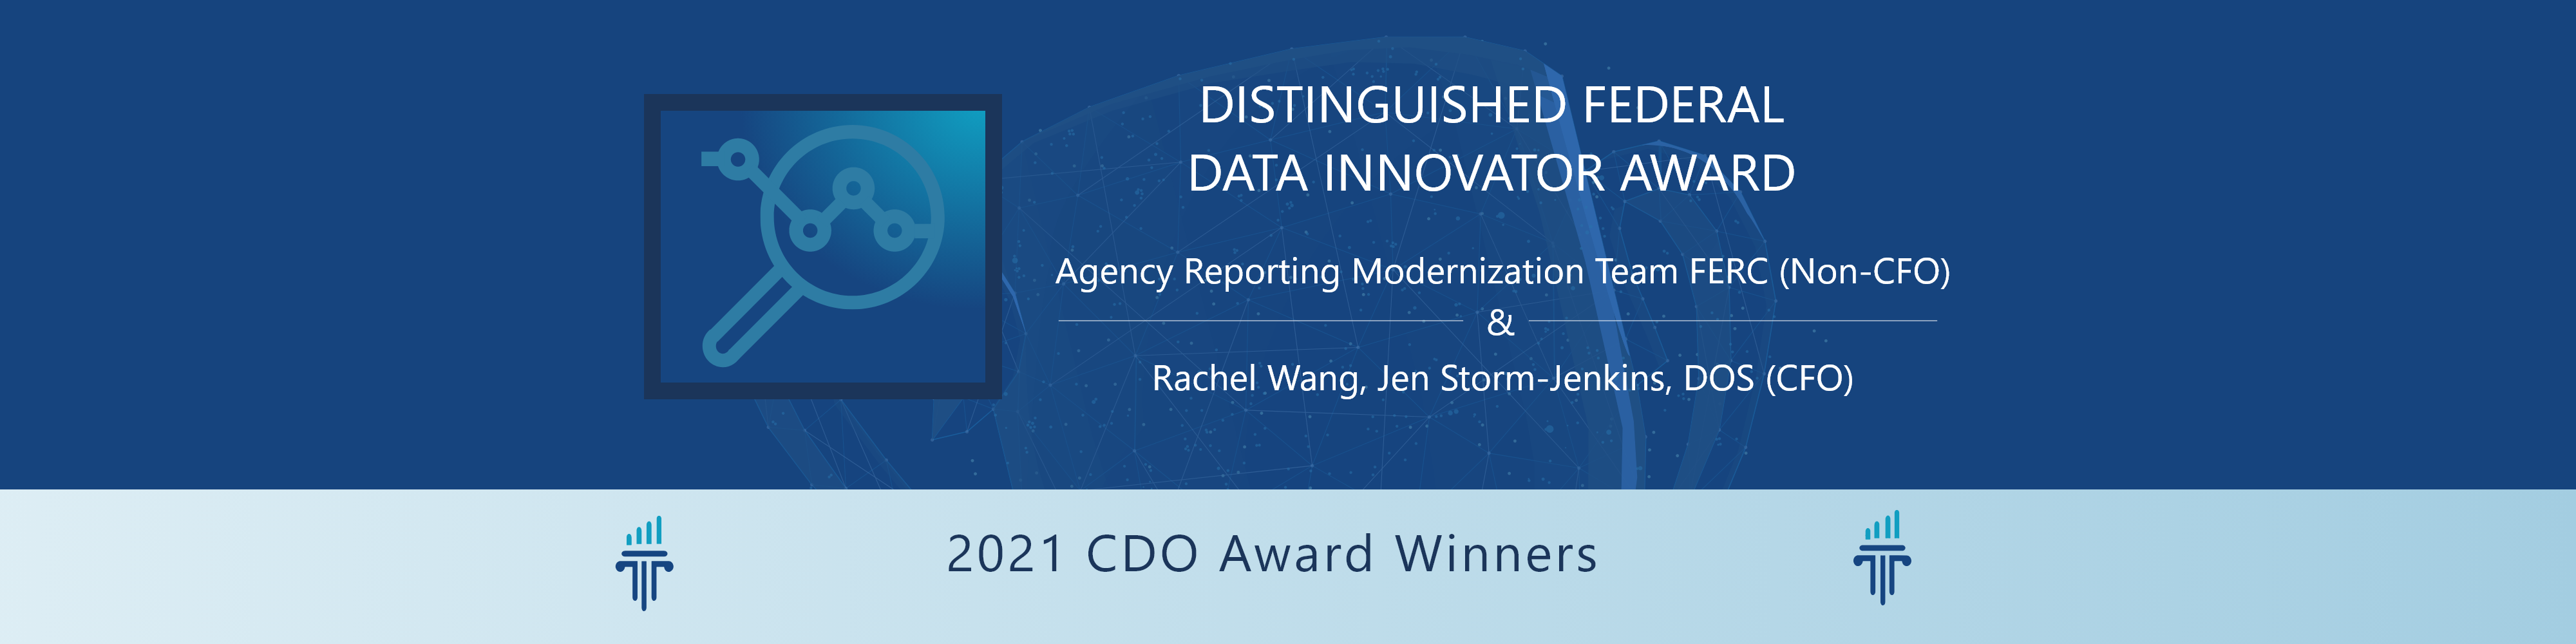 DISTINGUISHED FEDERAL
DATA INNOVATOR AWARD
Agency Reporting Modernization Team FERC (Non-CFO)
&
Rachel Wang, Jen Storm-Jenkins, DOS (CFO)
2021 CDO Award Winners